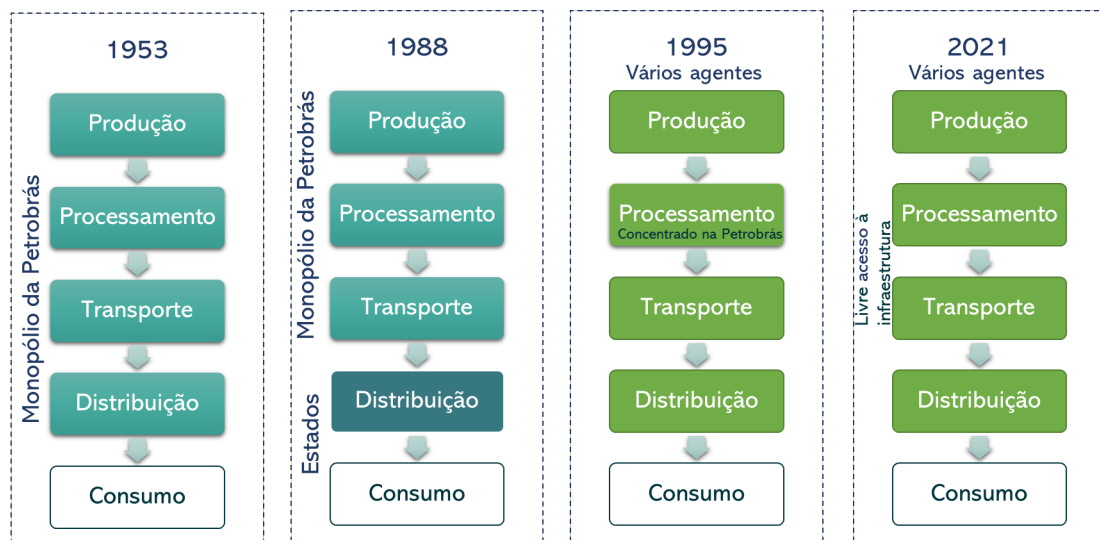 1953
Monopólio da Petrobrás
Produção
Processamento
Transporte
Distribuição
Consumo
1988
Monopólio da Petrobrás
Estados
Produção
Processamento
Transporte
Distribuição
Consumo
1995
Vários agentes
Produção
Processamento
Concentrado na Petrobrás
Transporte
Distribuição
Consumo
2021
Vários agentes
Livre acesso à
infraestrutura
Produção
Processamento
Transporte
Distribuição
Consumo